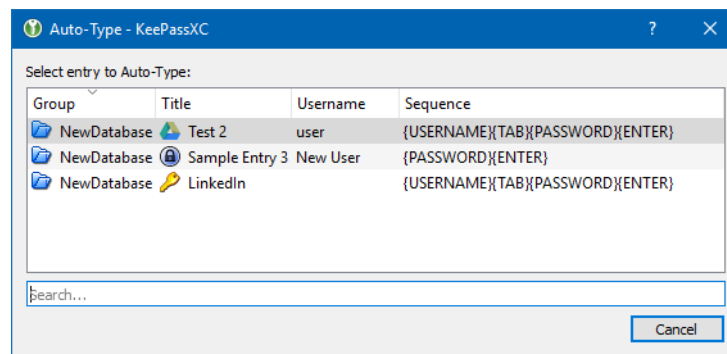 Auto-Type - KeePassXC ? ×
Select entry to Auto-Type:
Group Title Username Sequence
NewDatabase Test 2 user {USERNAME}{TAB}{PASSWORD}{ENTER}
NewDatabase Sample Entry 3 New User {PASSWORD}{ENTER}
NewDatabase LinkedIn {USERNAME}{TAB}{PASSWORD}{ENTER}
Search...
Cancel